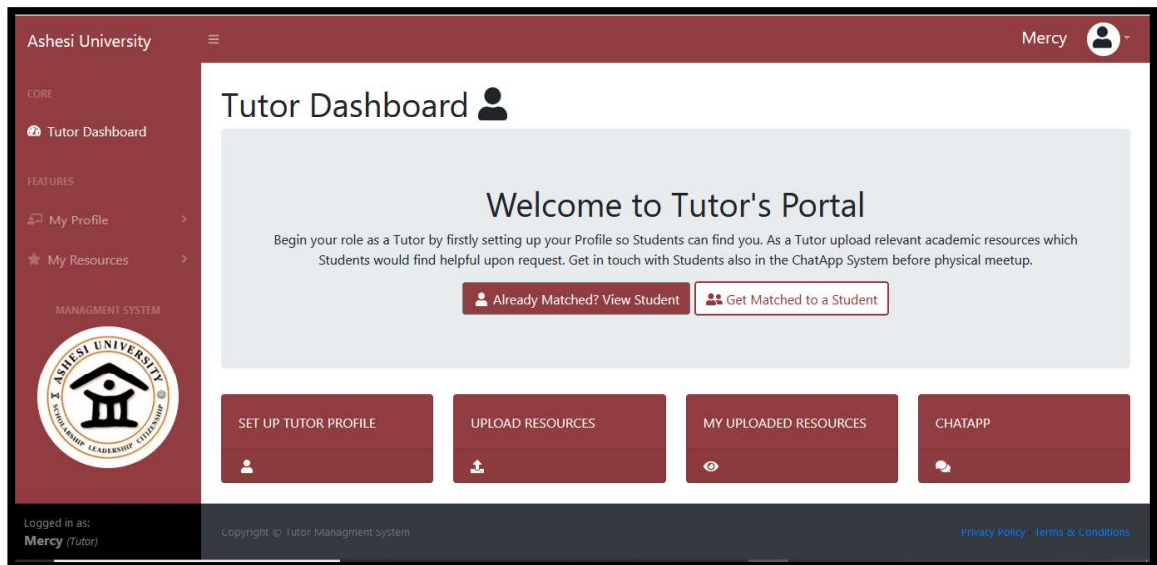 Ashesi University
Mercy
CORE
Tutor Dashboard
FEATURES
My Profile
My Resources
MANAGMENT SYSTEM
ASHESI UNIVERSITY
SCHOLARSHIP LEADERSHIP CITIZENSHIP
Logged in as:
Mercy (Tutor)
Tutor Dashboard
Welcome to Tutor's Portal
Begin your role as a Tutor by firstly setting up your Profile so Students can find you. As a Tutor upload relevant academic resources which
Students would find helpful upon request. Get in touch with Students also in the ChatApp System before physical meetup.
Already Matched? View Student
Get Matched to a Student
SET UP TUTOR PROFILE
UPLOAD RESOURCES
MY UPLOADED RESOURCES
CHATAPP
Copyright © Tutor Managment System
Privacy Policy · Terms & Conditions